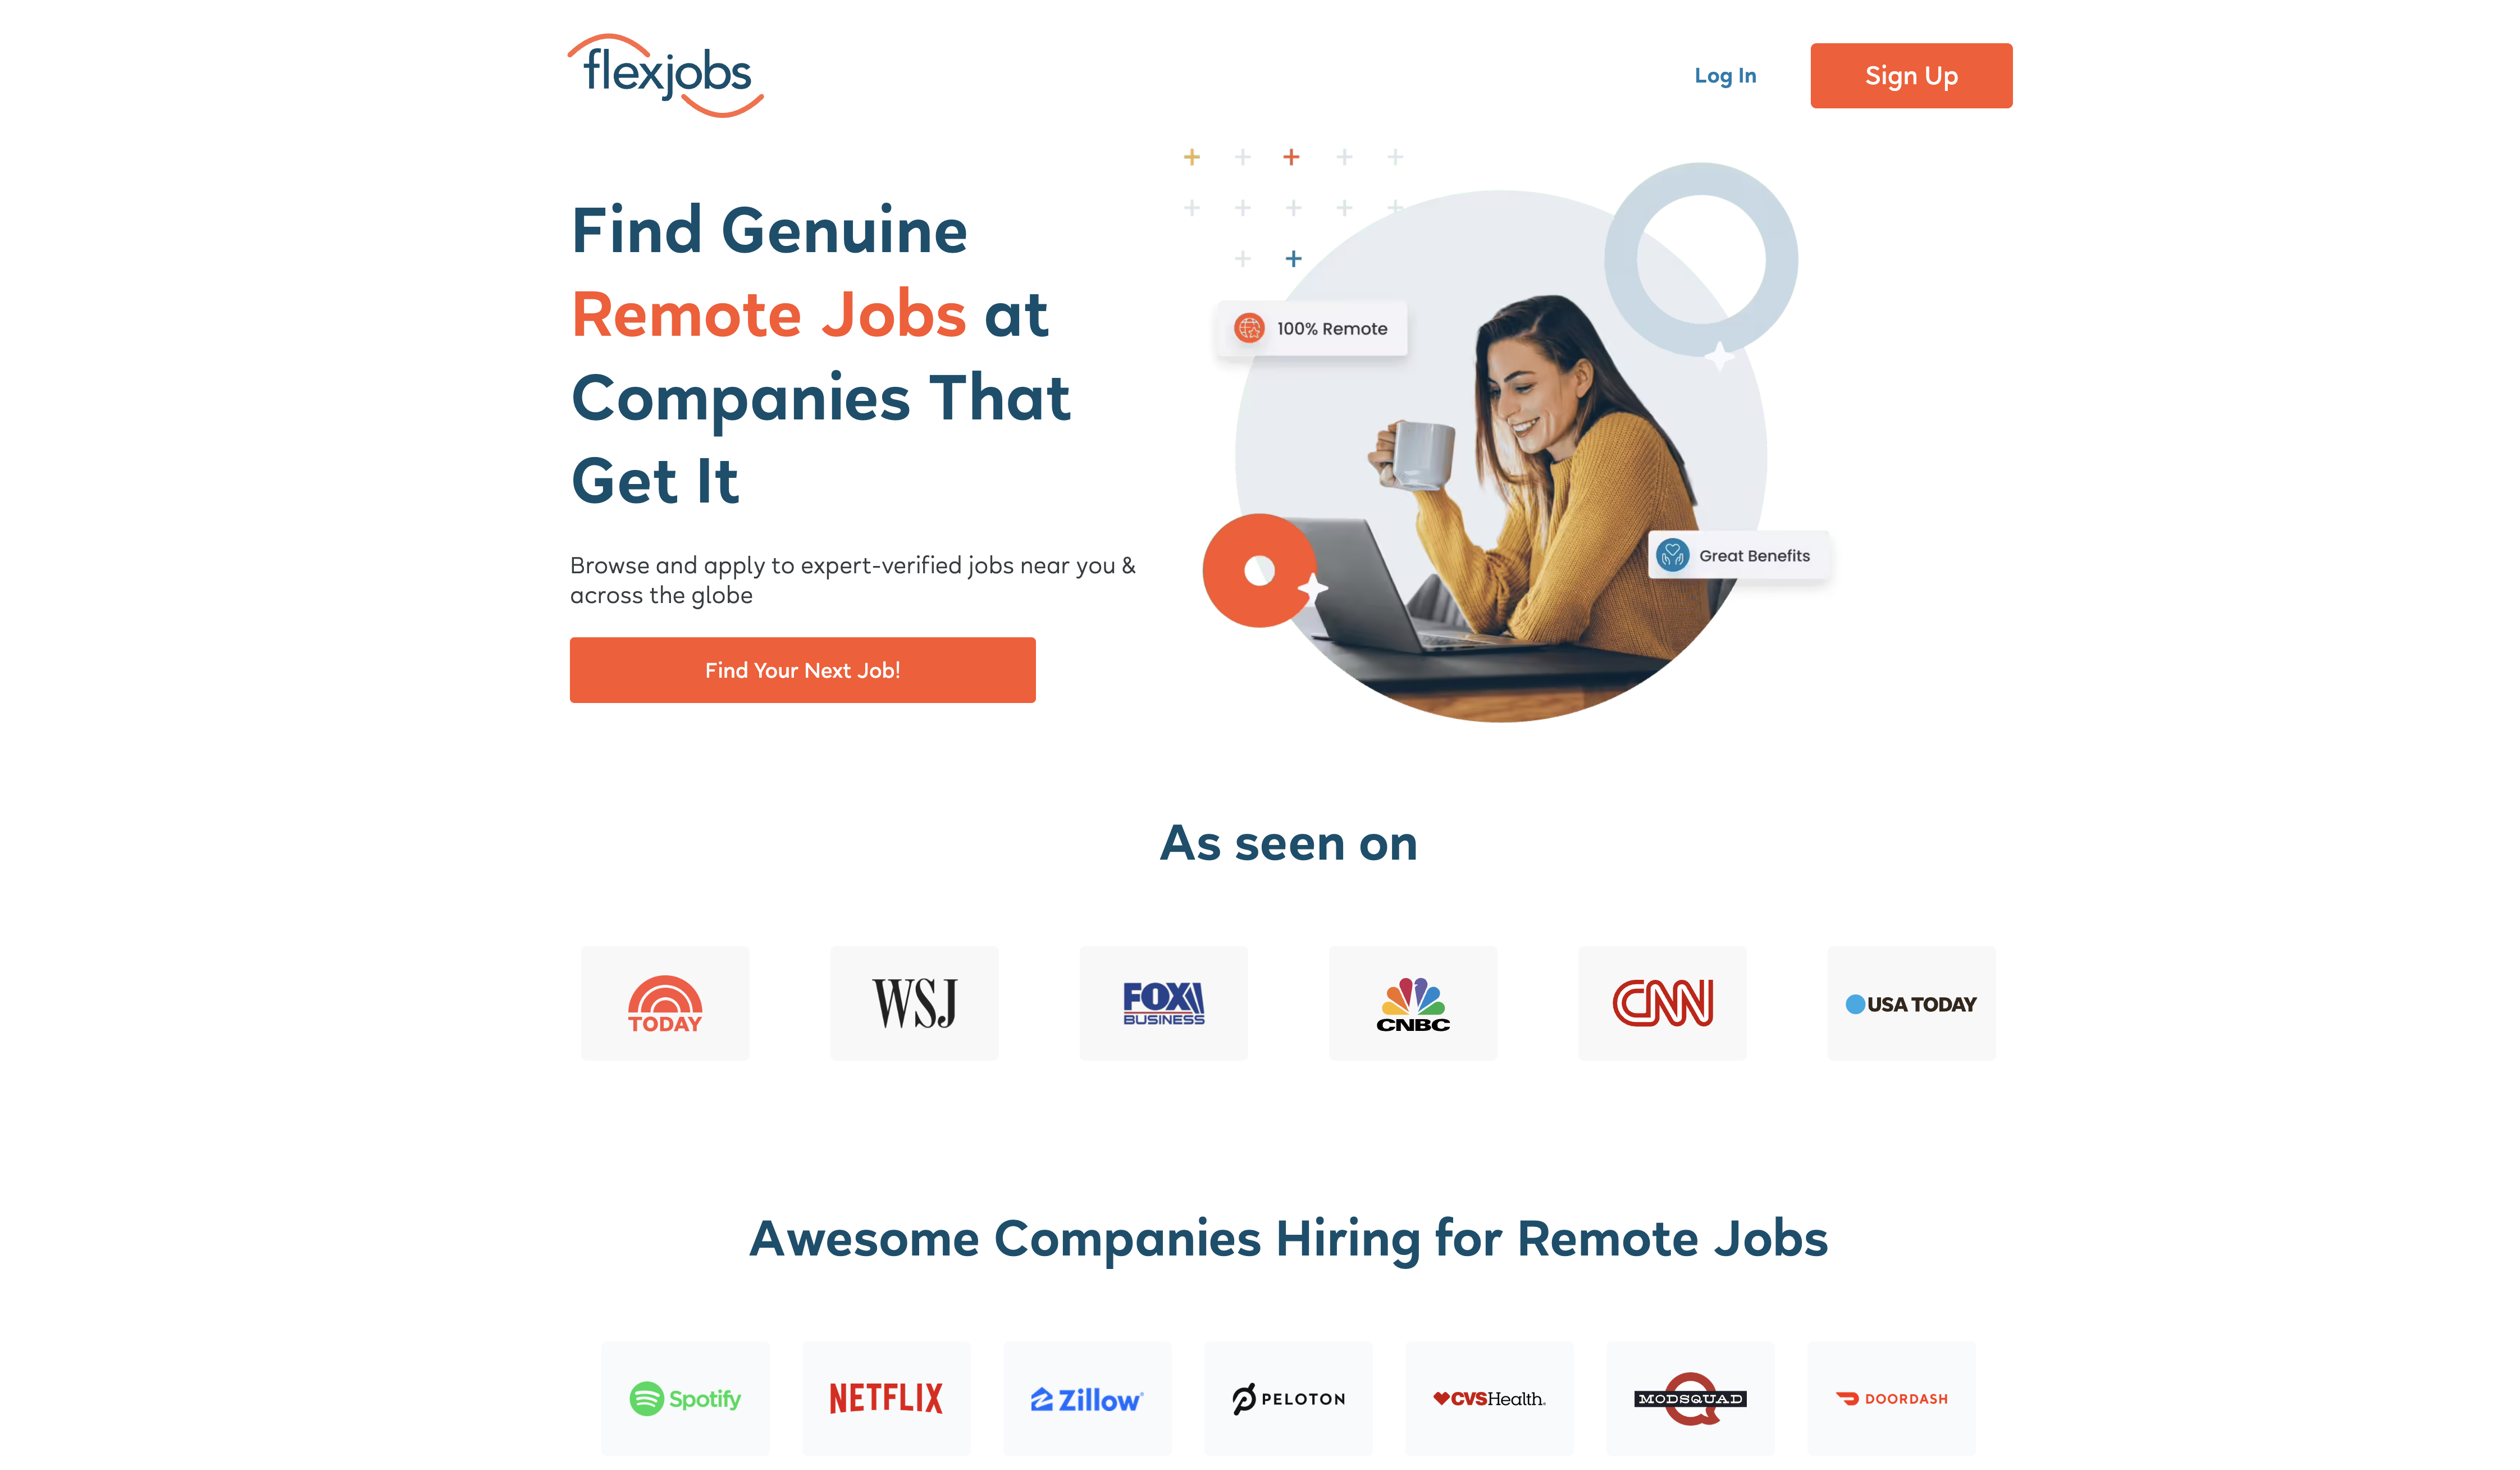 flexjobs
Log In
Sign Up
Find Genuine
Remote Jobs at
Companies That
Get It
Browse and apply to expert-verified jobs near you &
across the globe
Find Your Next Job!
100% Remote
Great Benefits
As seen on
TODAY
WSJ
FOX
BUSINESS
CNBC
CNN
USA TODAY
Awesome Companies Hiring for Remote Jobs
Spotify
NETFLIX
Zillow
PELOTON
CVSHealth
MODSQUAD
DOORDASH